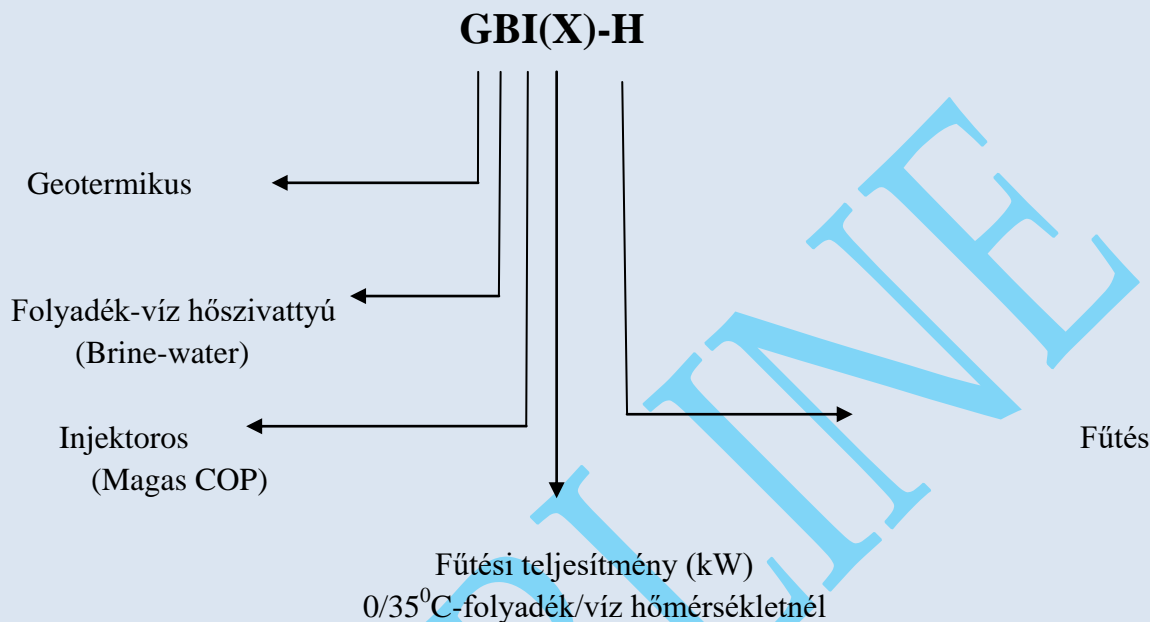 GBI(X)-H
Geotermikus
Folyadék-víz hőszivattyú
(Brine-water)
Injektoros
(Magas COP)
Fűtés
Fűtési teljesítmény (kW)
0/35⁰C-folyadék/víz hőmérsékletnél